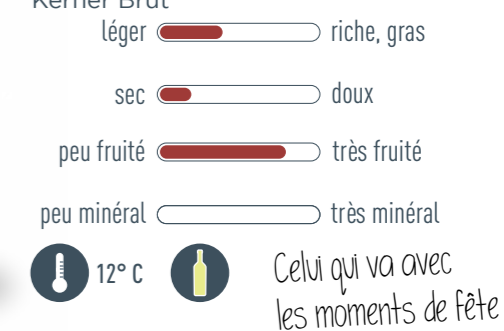 Kerner Brut
léger riche, gras
sec doux
peu fruité très fruité
peu minéral très minéral
12° C
Celui qui va avec
les moments de fête